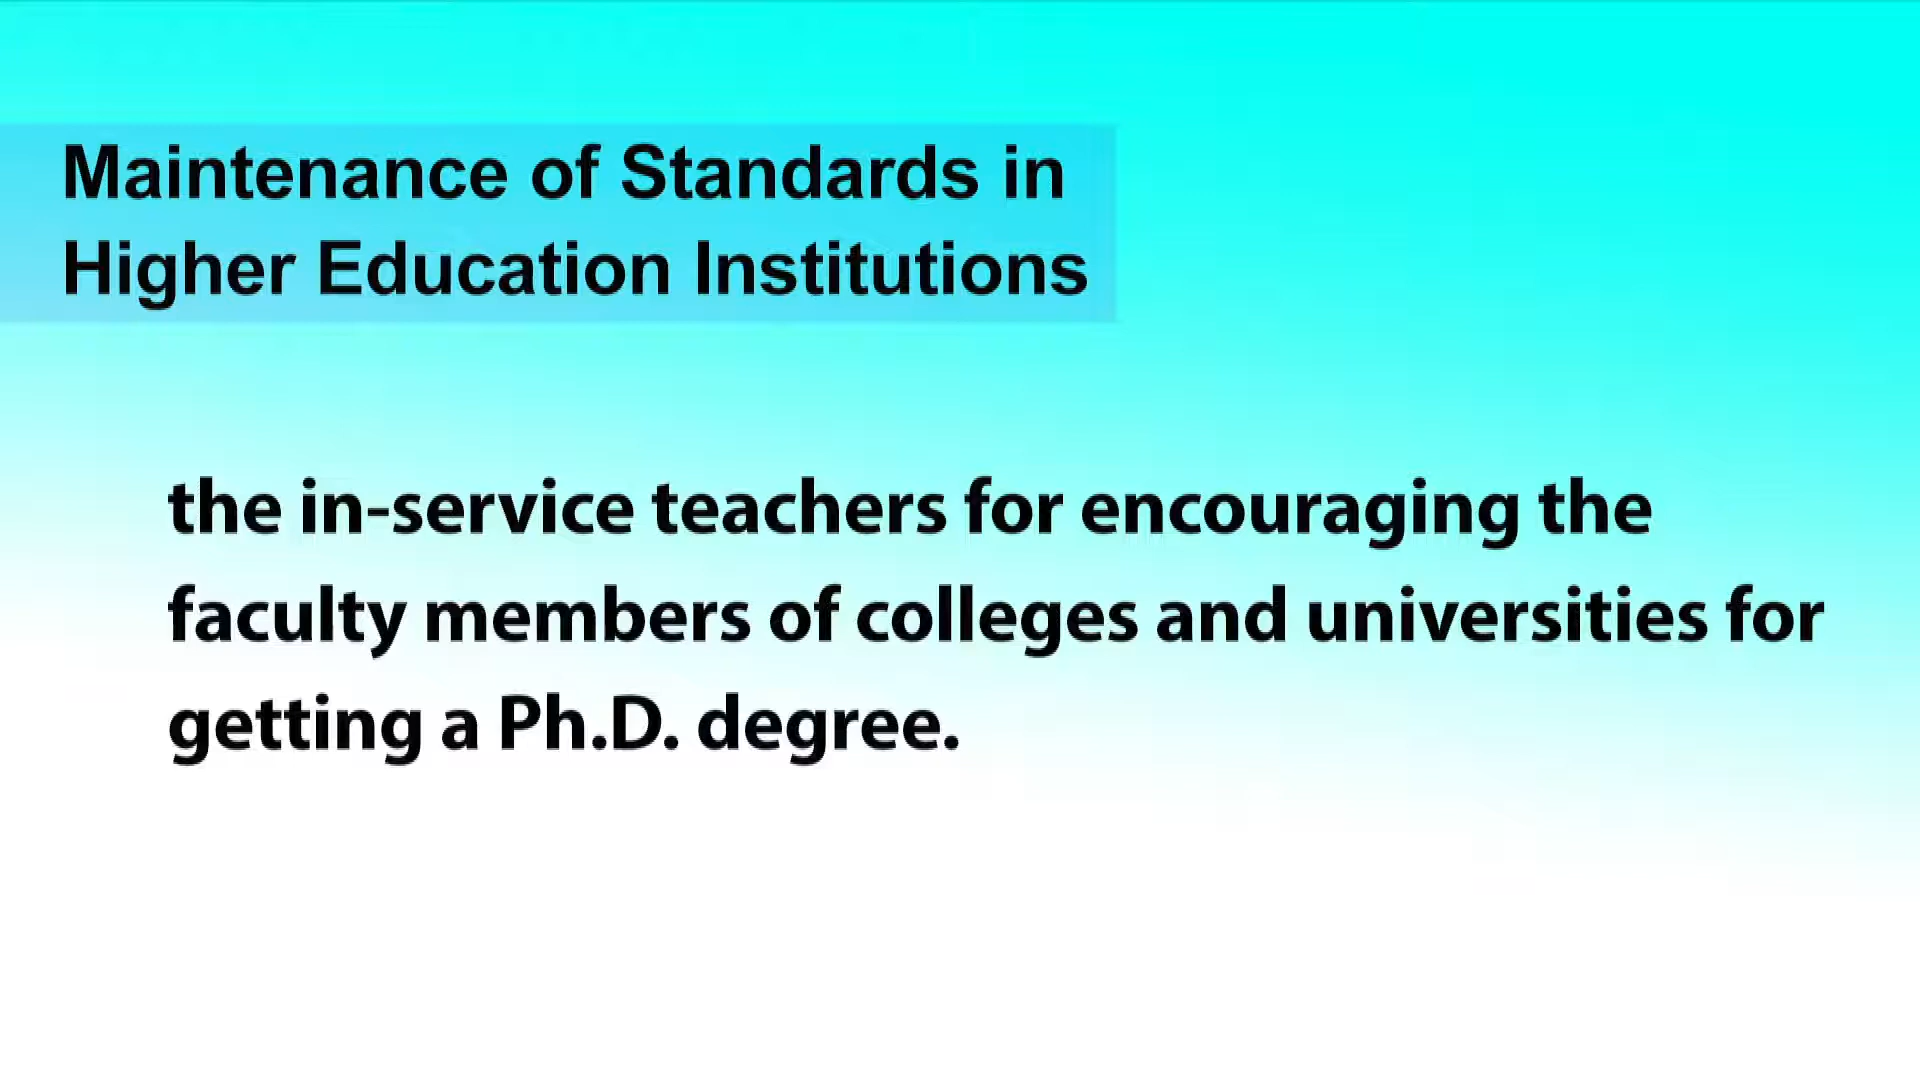 Maintenance of Standards in
Higher Education Institutions
the in-service teachers for encouraging the
faculty members of colleges and universities for
getting a Ph.D. degree.